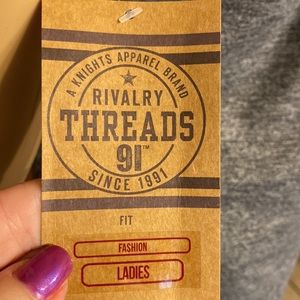 A KNIGHTS APPAREL BRAND
RIVALRY
THREADS
91™
SINCE 1991
FIT
FASHION
LADIES